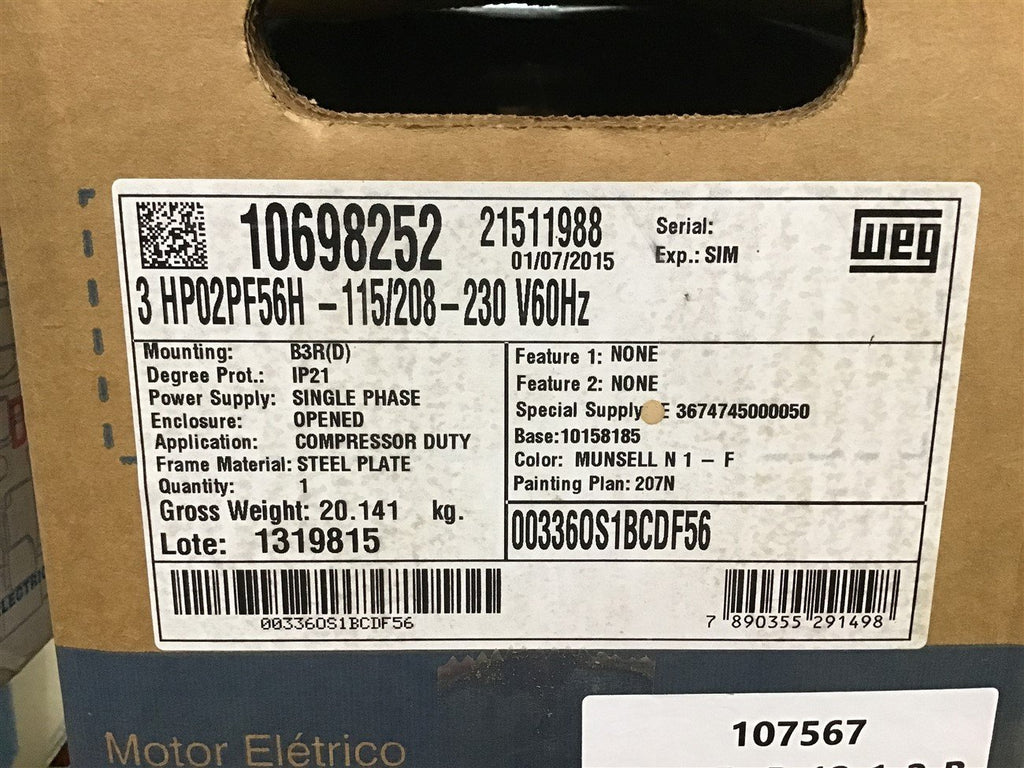 10698252
21511988
01/07/2015
Serial:
Exp.: SIM
weg
3 HP02PF56H - 115/208-230 V60Hz
Mounting: B3R(D)
Degree Prot.: IP21
Power Supply: SINGLE PHASE
Enclosure: OPENED
Application: COMPRESSOR DUTY
Frame Material: STEEL PLATE
Quantity: 1
Gross Weight: 20.141 kg.
Lote: 1319815
Feature 1: NONE
Feature 2: NONE
Special Supply E 3674745000050
Base:10158185
Color: MUNSELL N 1 - F
Painting Plan: 207N
00336OS1BCDF56
00336OS1BCDF56
7 890355 291498
Motor Elétrico
107567